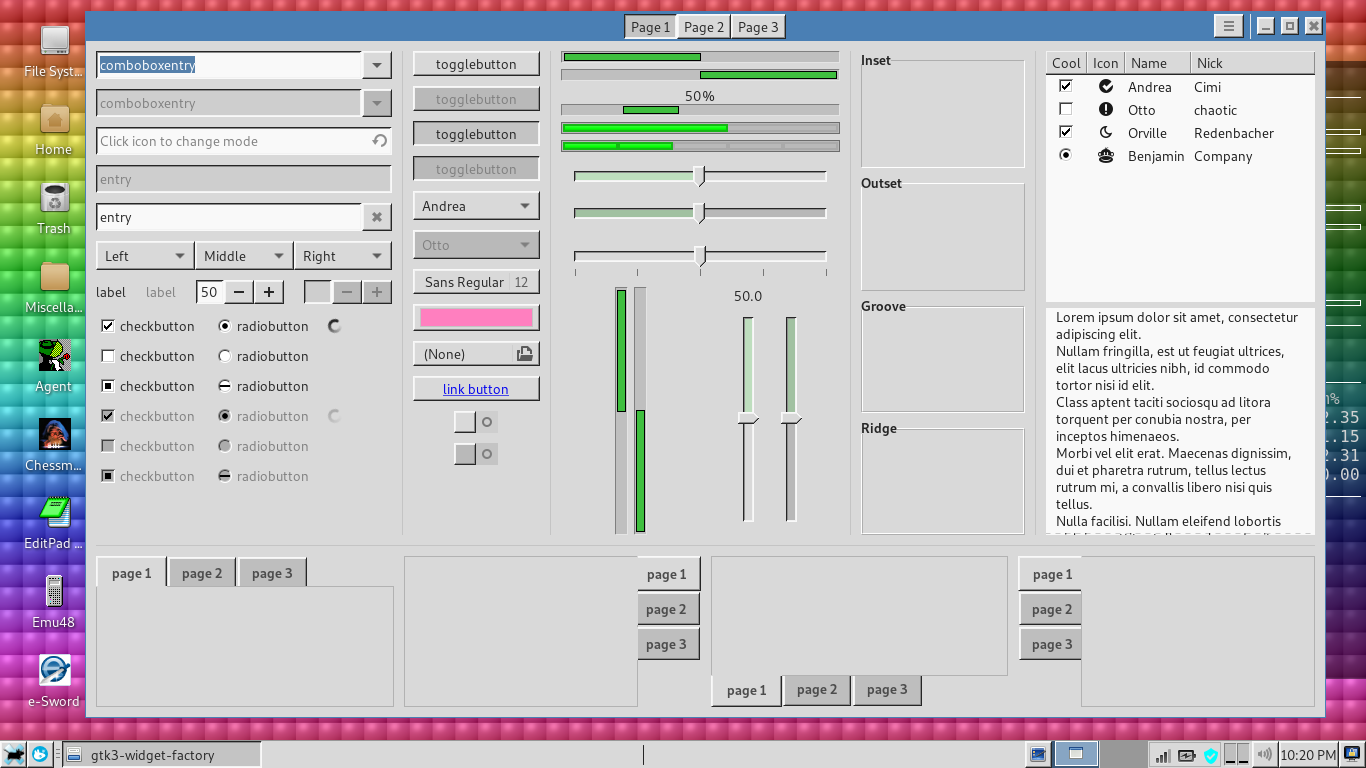 Page 1 Page 2 Page 3
File Syst...
Home
Trash
Miscella...
Agent
Chessm...
EditPad ...
Emu48
e-Sword
comboboxentry
comboboxentry
Click icon to change mode
entry
entry
Left Middle Right
label label 50
checkbutton radiobutton
checkbutton radiobutton
checkbutton radiobutton
checkbutton radiobutton
checkbutton radiobutton
checkbutton radiobutton
togglebutton
togglebutton
togglebutton
togglebutton
Andrea
Otto
Sans Regular 12
(None)
link button
50%
50.0
Inset
Outset
Groove
Ridge
Cool Icon Name Nick
Andrea Cimi
Otto chaotic
Orville Redenbacher
Benjamin Company
Lorem ipsum dolor sit amet, consectetur
adipiscing elit.
Nullam fringilla, est ut feugiat ultrices,
elit lacus ultricies nibh, id commodo
tortor nisi id elit.
Class aptent taciti sociosqu ad litora
torquent per conubia nostra, per
inceptos himenaeos.
Morbi vel elit erat. Maecenas dignissim,
dui et pharetra rutrum, tellus lectus
rutrum mi, a convallis libero nisi quis
tellus.
Nulla facilisi. Nullam eleifend lobortis
%
2.35
.15
2.31
0.00
page 1 page 2 page 3
page 1
page 2
page 3
page 1 page 2 page 3
page 1
page 2
page 3
gtk3-widget-factory
10:20 PM